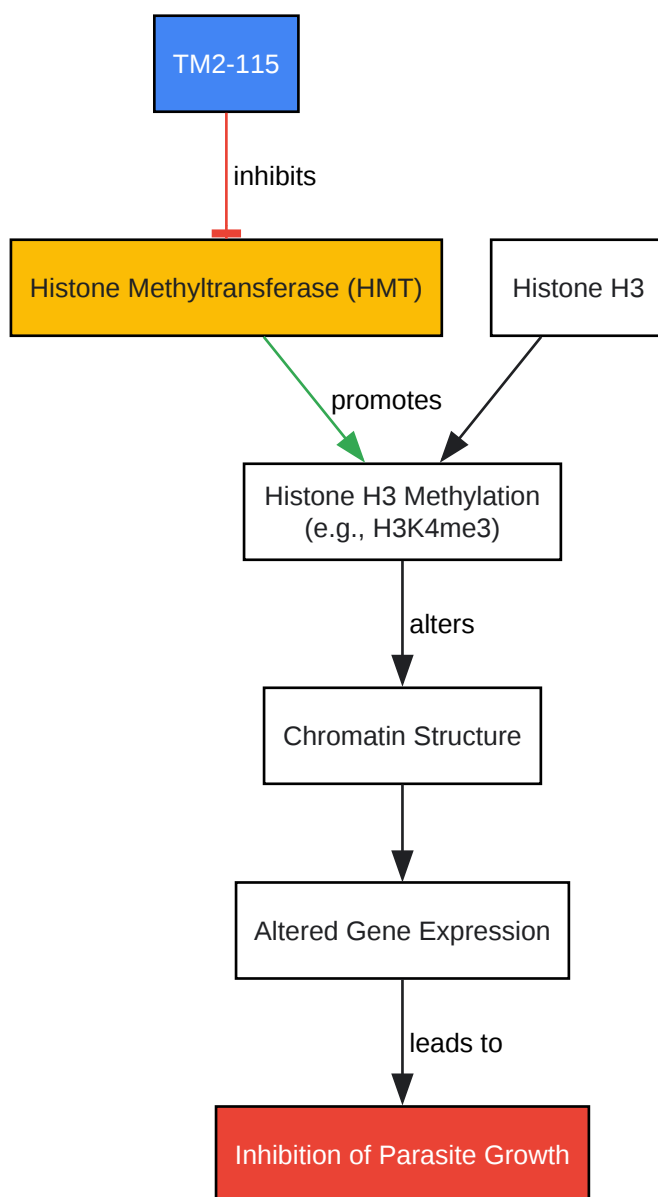 TM2-115
inhibits
Histone Methyltransferase (HMT)
Histone H3
promotes
Histone H3 Methylation
(e.g., H3K4me3)
alters
Chromatin Structure
Altered Gene Expression
leads to
Inhibition of Parasite Growth